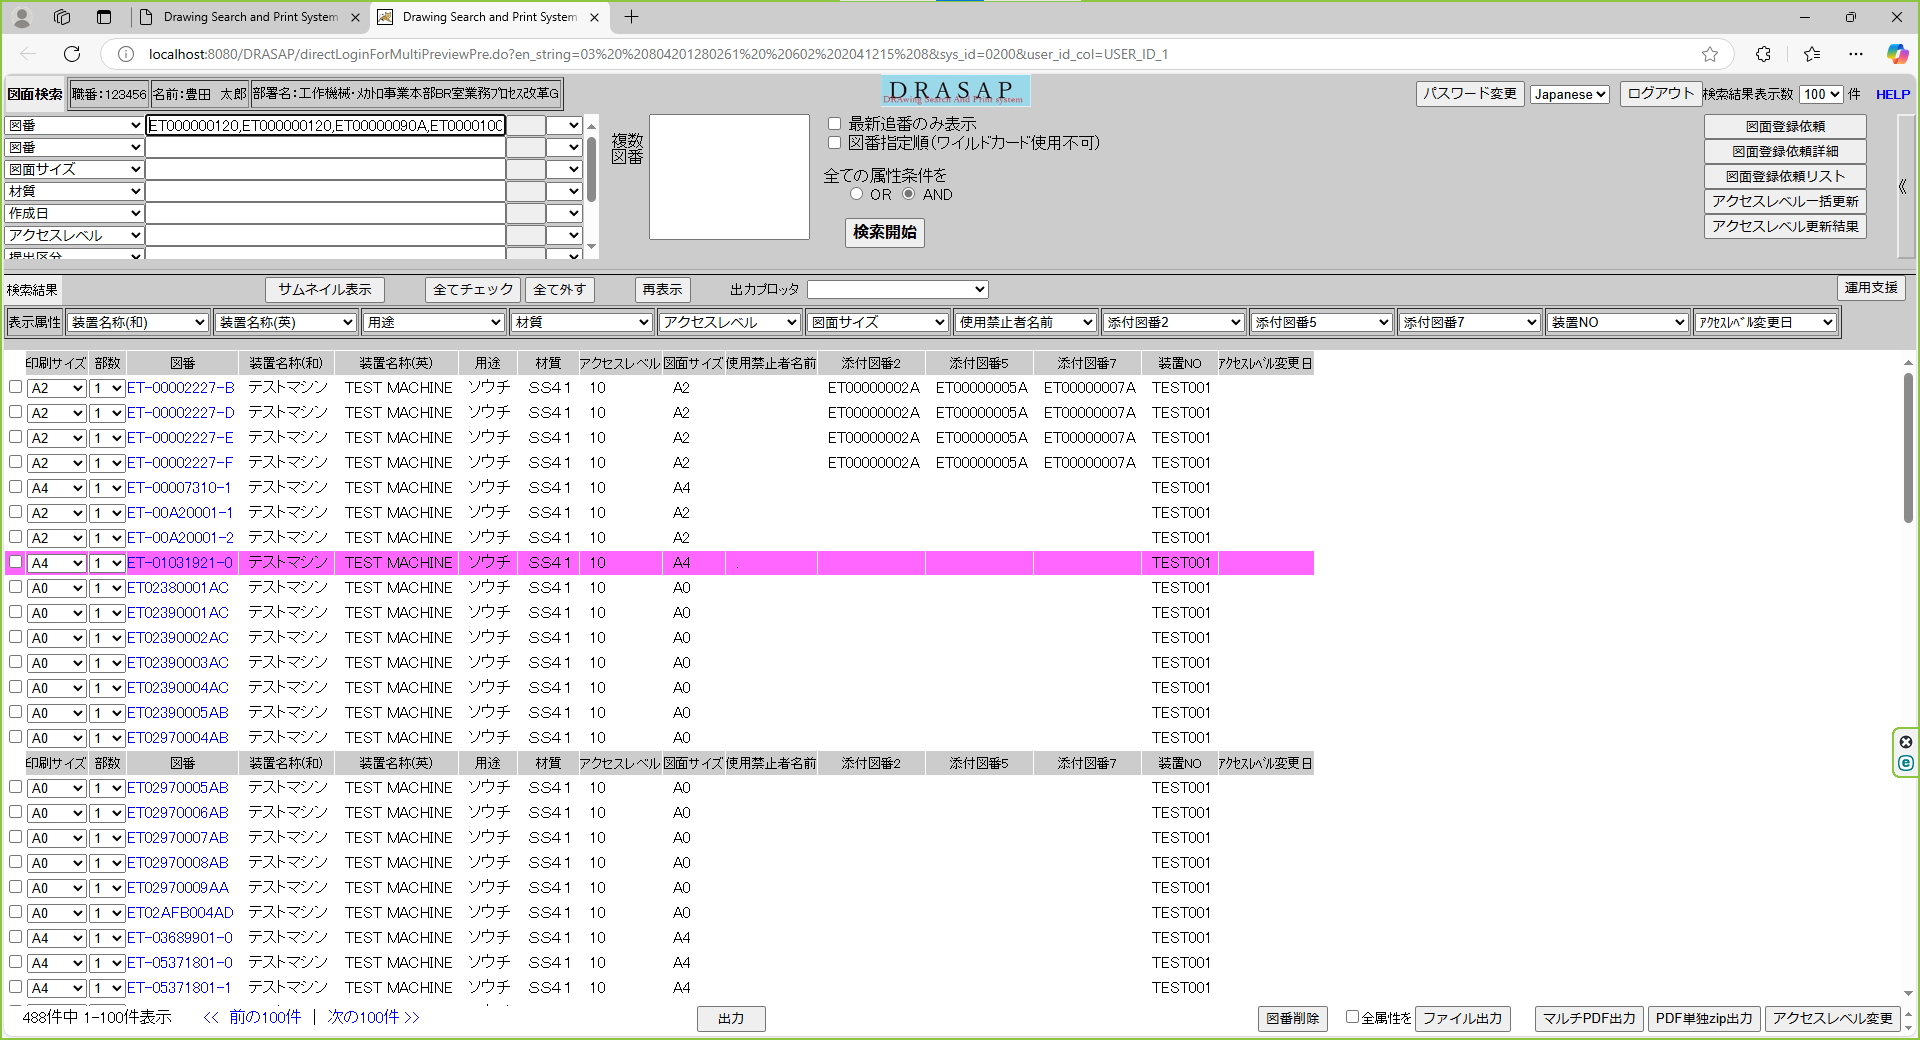 Drawing Search and Print System
Drawing Search and Print System
localhost:8080/DRASAP/directLoginForMultiPreviewPre.do?en_string=03%20%20804201280261%20%20602%202041215%208&sys_id=0200&user_id_col=USER_ID_1
図面検索 職番:123456 名前:豊田 太郎 部署名:工作機械・ﾒｶﾄﾛ事業本部BR室業務ﾌﾟﾛｾｽ改革G
DRASAP
DRAwing Search And Print system
パスワード変更 Japanese ログアウト 検索結果表示数 100 件 HELP
図番 ET000000120,ET000000120,ET00000090A,ET000010C
図番
図面サイズ
材質
作成日
アクセスレベル
提出区分
複数
図番
最新追番のみ表示
図番指定順(ワイルドカード使用不可)
全ての属性条件を
OR AND
検索開始
図面登録依頼
図面登録依頼詳細
図面登録依頼リスト
アクセスレベル一括更新
アクセスレベル更新結果
《
検索結果 サムネイル表示 全てチェック 全て外す 再表示 出力プロッタ 運用支援
表示属性 装置名称(和) 装置名称(英) 用途 材質 アクセスレベル 図面サイズ 使用禁止者名前 添付図番2 添付図番5 添付図番7 装置NO ｱｸｾｽﾚﾍﾞﾙ変更日
印刷サイズ 部数 図番 装置名称(和) 装置名称(英) 用途 材質 アクセスレベル 図面サイズ 使用禁止者名前 添付図番2 添付図番5 添付図番7 装置NO ｱｸｾｽﾚﾍﾞﾙ変更日
A2 1 ET-00002227-B テストマシン TEST MACHINE ソウチ SS41 10 A2 ET00000002A ET00000005A ET00000007A TEST001
A2 1 ET-00002227-D テストマシン TEST MACHINE ソウチ SS41 10 A2 ET00000002A ET00000005A ET00000007A TEST001
A2 1 ET-00002227-E テストマシン TEST MACHINE ソウチ SS41 10 A2 ET00000002A ET00000005A ET00000007A TEST001
A2 1 ET-00002227-F テストマシン TEST MACHINE ソウチ SS41 10 A2 ET00000002A ET00000005A ET00000007A TEST001
A4 1 ET-00007310-1 テストマシン TEST MACHINE ソウチ SS41 10 A4 TEST001
A2 1 ET-00A20001-1 テストマシン TEST MACHINE ソウチ SS41 10 A2 TEST001
A2 1 ET-00A20001-2 テストマシン TEST MACHINE ソウチ SS41 10 A2 TEST001
A4 1 ET-01031921-0 テストマシン TEST MACHINE ソウチ SS41 10 A4 . TEST001
A0 1 ET02380001AC テストマシン TEST MACHINE ソウチ SS41 10 A0 TEST001
A0 1 ET02390001AC テストマシン TEST MACHINE ソウチ SS41 10 A0 TEST001
A0 1 ET02390002AC テストマシン TEST MACHINE ソウチ SS41 10 A0 TEST001
A0 1 ET02390003AC テストマシン TEST MACHINE ソウチ SS41 10 A0 TEST001
A0 1 ET02390004AC テストマシン TEST MACHINE ソウチ SS41 10 A0 TEST001
A0 1 ET02390005AB テストマシン TEST MACHINE ソウチ SS41 10 A0 TEST001
A0 1 ET02970004AB テストマシン TEST MACHINE ソウチ SS41 10 A0 TEST001
印刷サイズ 部数 図番 装置名称(和) 装置名称(英) 用途 材質 アクセスレベル 図面サイズ 使用禁止者名前 添付図番2 添付図番5 添付図番7 装置NO ｱｸｾｽﾚﾍﾞﾙ変更日
A0 1 ET02970005AB テストマシン TEST MACHINE ソウチ SS41 10 A0 TEST001
A0 1 ET02970006AB テストマシン TEST MACHINE ソウチ SS41 10 A0 TEST001
A0 1 ET02970007AB テストマシン TEST MACHINE ソウチ SS41 10 A0 TEST001
A0 1 ET02970008AB テストマシン TEST MACHINE ソウチ SS41 10 A0 TEST001
A0 1 ET02970009AA テストマシン TEST MACHINE ソウチ SS41 10 A0 TEST001
A0 1 ET02AFB004AD テストマシン TEST MACHINE ソウチ SS41 10 A0 TEST001
A4 1 ET-03689901-0 テストマシン TEST MACHINE ソウチ SS41 10 A4 TEST001
A4 1 ET-05371801-0 テストマシン TEST MACHINE ソウチ SS41 10 A4 TEST001
A4 1 ET-05371801-1 テストマシン TEST MACHINE ソウチ SS41 10 A4 TEST001
488件中 1-100件表示 << 前の100件 | 次の100件 >> 出力 図番削除 全属性を ファイル出力 マルチPDF出力 PDF単独zip出力 アクセスレベル変更